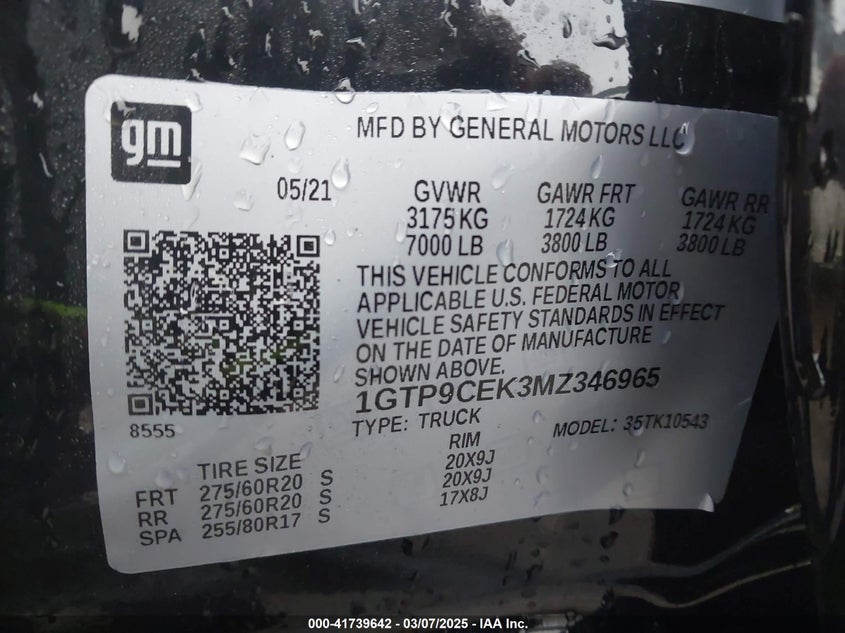 gm
MFD BY GENERAL MOTORS LLC
05/21
GVWR GAWR FRT GAWR RR
3175 KG 1724 KG 1724 KG
7000 LB 3800 LB 3800 LB
THIS VEHICLE CONFORMS TO ALL
APPLICABLE U.S. FEDERAL MOTOR
VEHICLE SAFETY STANDARDS IN EFFECT
ON THE DATE OF MANUFACTURE
SHOWN ABOVE.
1GTP9CEK3MZ346965
8555
TYPE: TRUCK MODEL: 35TK10543
TIRE SIZE RIM
FRT 275/60R20 S 20X9J
RR 275/60R20 S 20X9J
SPA 255/80R17 S 17X8J
000-41739642 - 03/07/2025 - IAA Inc.